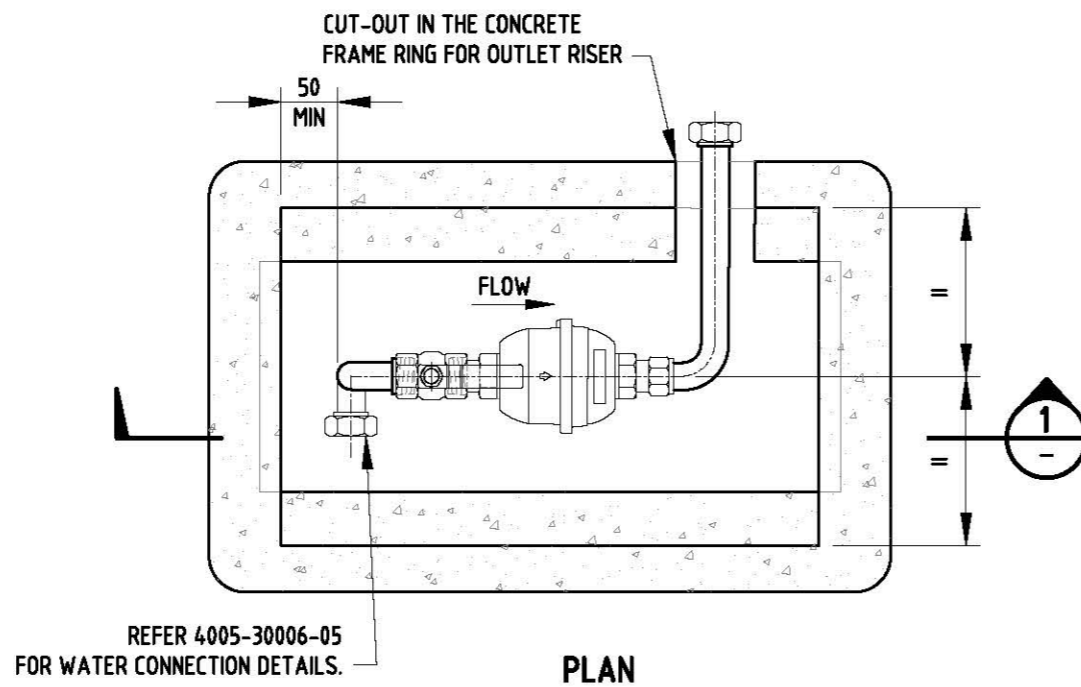 CUT-OUT IN THE CONCRETE
FRAME RING FOR OUTLET RISER
50
MIN
FLOW
=
=
1
-
REFER 4005-30006-05
FOR WATER CONNECTION DETAILS.
PLAN